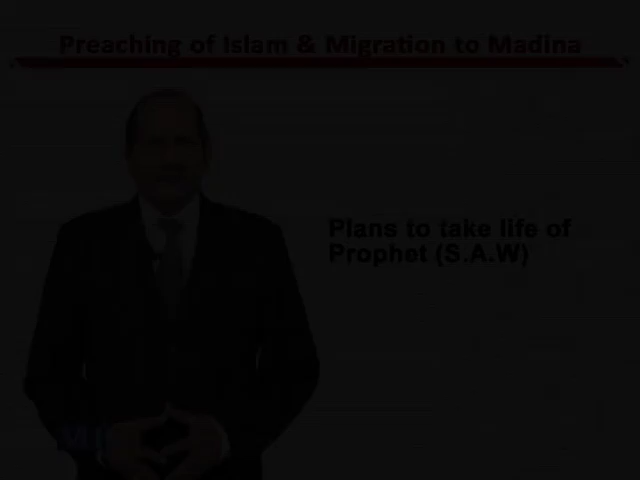 Preaching of Islam & Migration to Madina
Plans to take life of
Prophet (S.A.W)